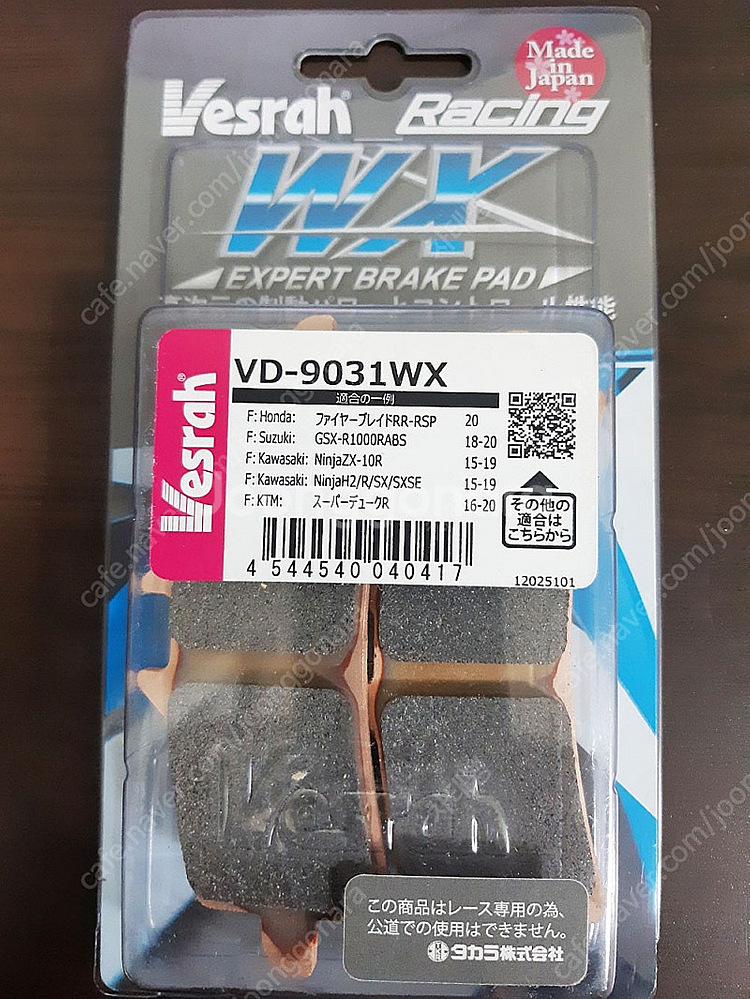 Made
in
Japan
Vesrah® Racing
WX
EXPERT BRAKE PAD
Vesrah®
VD-9031WX
適合の一例
F: Honda: ファイヤーブレイドRR-RSP 20
F: Suzuki: GSX-R1000RABS 18-20
F: Kawasaki: NinjaZX-10R 15-19
F: Kawasaki: NinjaH2/R/SX/SXSE 15-19
F: KTM: スーパーデュークR 16-20
その他の
適合は
こちらから
4 544540 040417
12025101
Vesrah
この商品はレース専用の為、
公道での使用はできません。
タカラ株式会社
cafe.naver.com/joonggonara